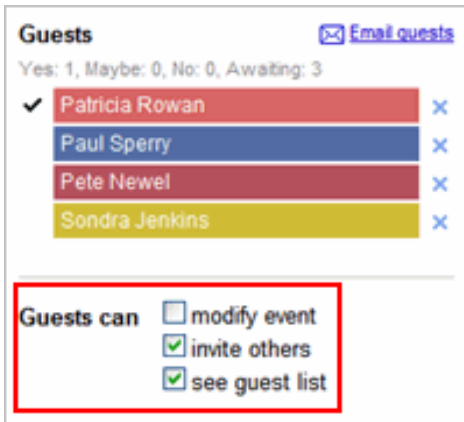 Guests Email guests
Yes: 1, Maybe: 0, No: 0, Awaiting: 3
Patricia Rowan
Paul Sperry
Pete Newel
Sondra Jenkins
Guests can modify event
invite others
see guest list